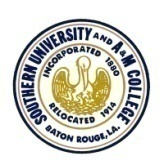 SOUTHERN UNIVERSITY AND A&M COLLEGE
BATON ROUGE, LA.
INCORPORATED 1880
RELOCATED 1914